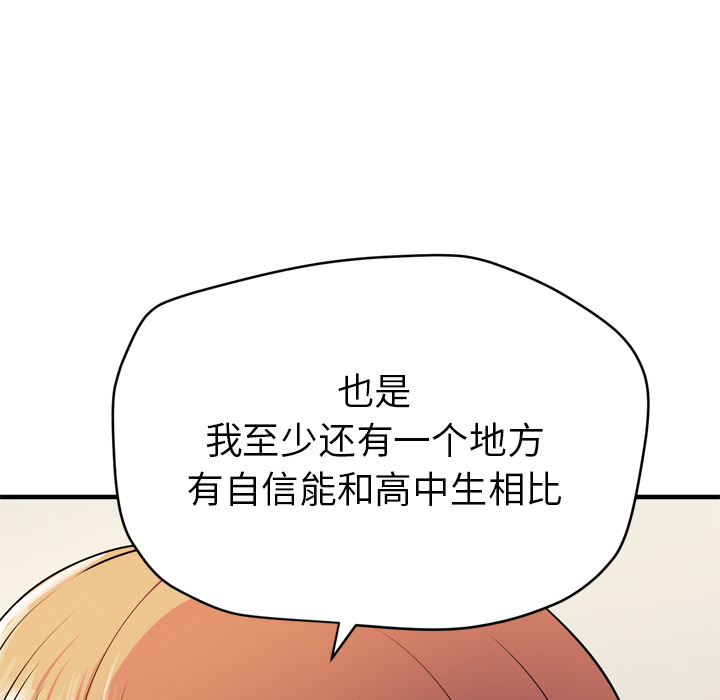 也是
我至少还有一个地方
有自信能和高中生相比